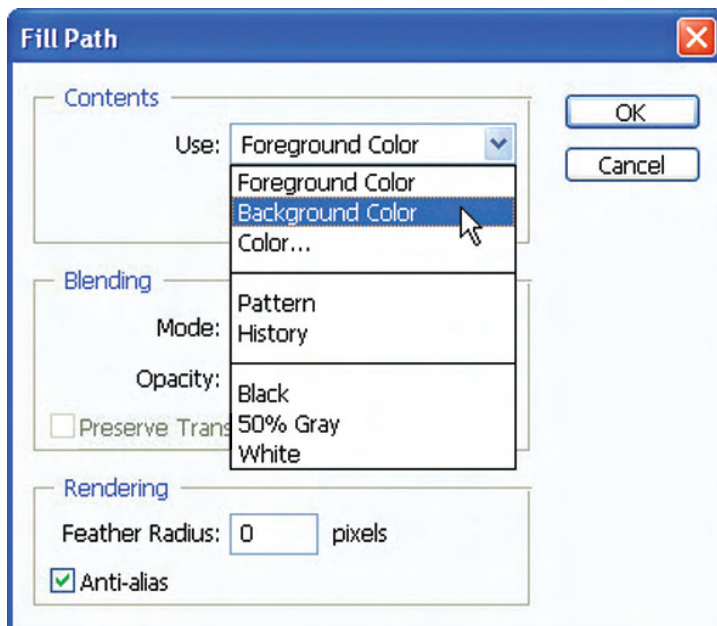 Fill Path
Contents
OK
Use: Foreground Color
Cancel
Foreground Color
Background Color
Color...
Blending
Pattern
Mode:
History
Opacity:
Black
Preserve Trans
50% Gray
White
Rendering
Feather Radius: 0 pixels
Anti-alias